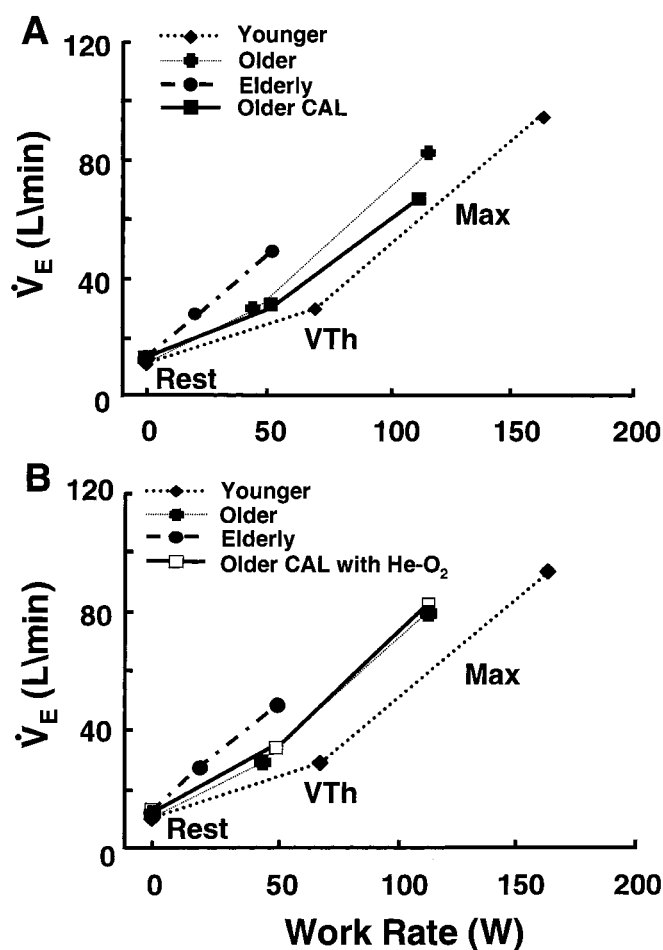 A
Younger
Older
Elderly
Older CAL
120
80
40
0
V̇E (L\min)
Max
VTh
Rest
0 50 100 150 200
B
Younger
Older
Elderly
Older CAL with He-O₂
120
80
40
0
V̇E (L\min)
Max
VTh
Rest
0 50 100 150 200
Work Rate (W)